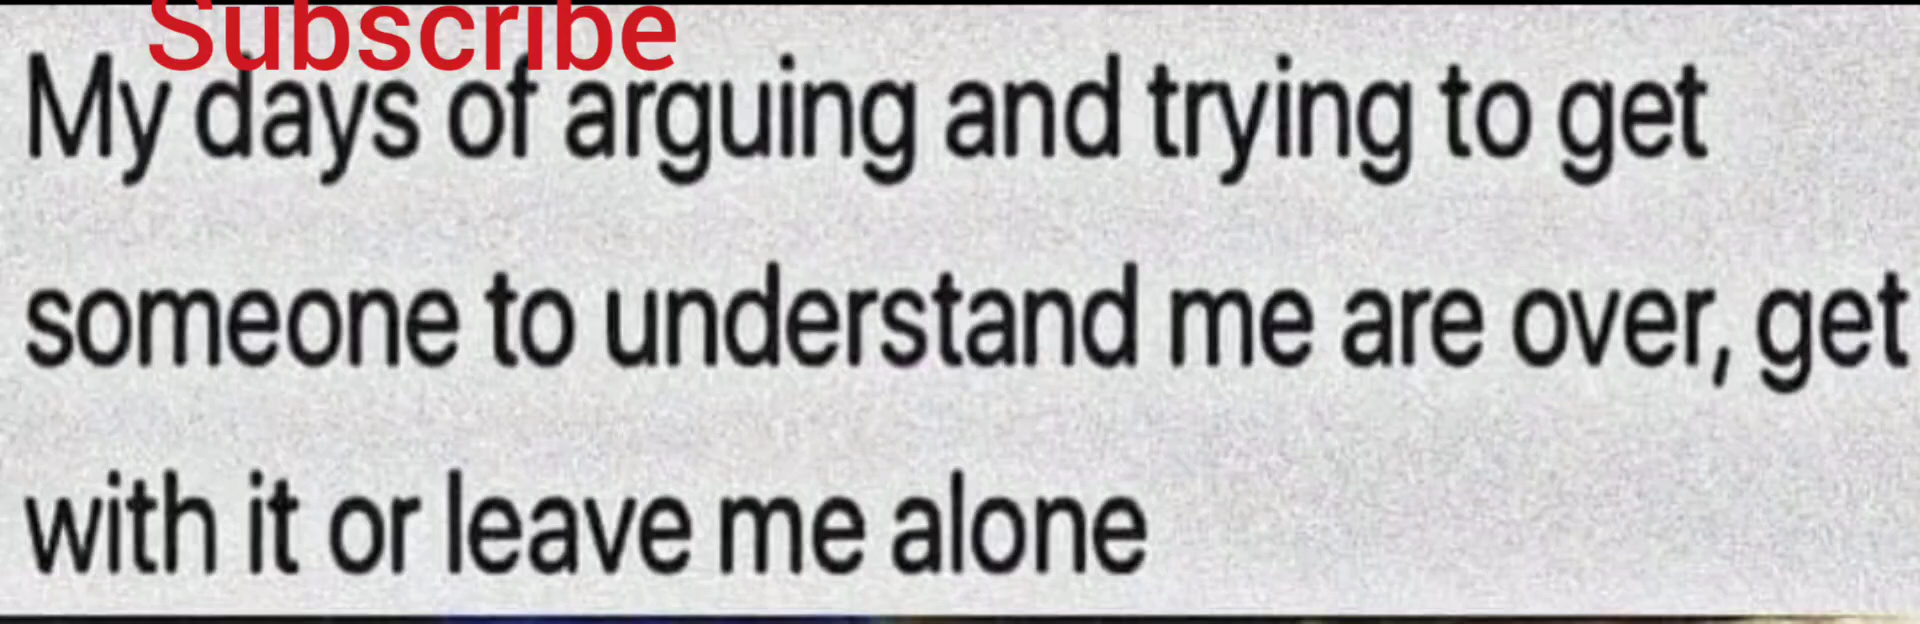 Subscribe
My days of arguing and trying to get
someone to understand me are over, get
with it or leave me alone